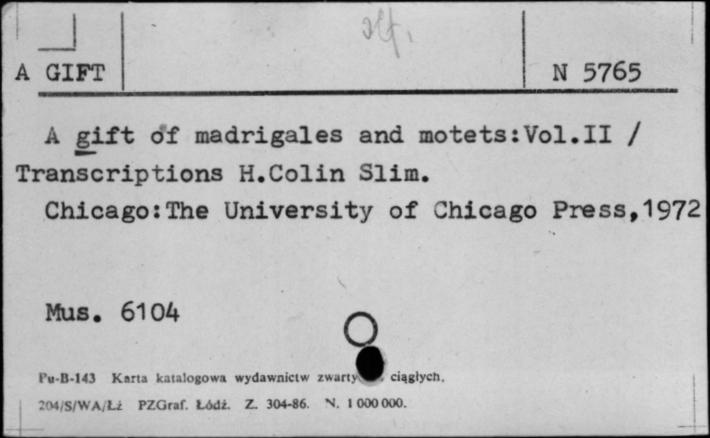 A GIFT
N 5765
A gift of madrigales and motets:Vol.II /
Transcriptions H.Colin Slim.
Chicago:The University of Chicago Press,1972
Mus. 6104
Pu-B-143 Karta katalogowa wydawnictw ciągłych.
204/S/WA/Łż PZGraf. Łódź. Z. 304-86. N. 1 000 000.